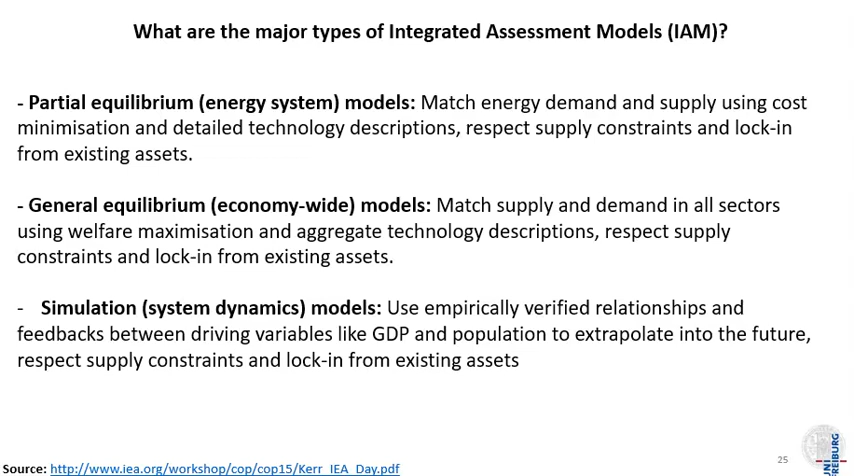 What are the major types of Integrated Assessment Models (IAM)?
- Partial equilibrium (energy system) models: Match energy demand and supply using cost
minimisation and detailed technology descriptions, respect supply constraints and lock-in
from existing assets.
- General equilibrium (economy-wide) models: Match supply and demand in all sectors
using welfare maximisation and aggregate technology descriptions, respect supply
constraints and lock-in from existing assets.
- Simulation (system dynamics) models: Use empirically verified relationships and
feedbacks between driving variables like GDP and population to extrapolate into the future,
respect supply constraints and lock-in from existing assets
25
UNI
FREIBURG
Source: http://www.iea.org/workshop/cop/cop15/Kerr_IEA_Day.pdf